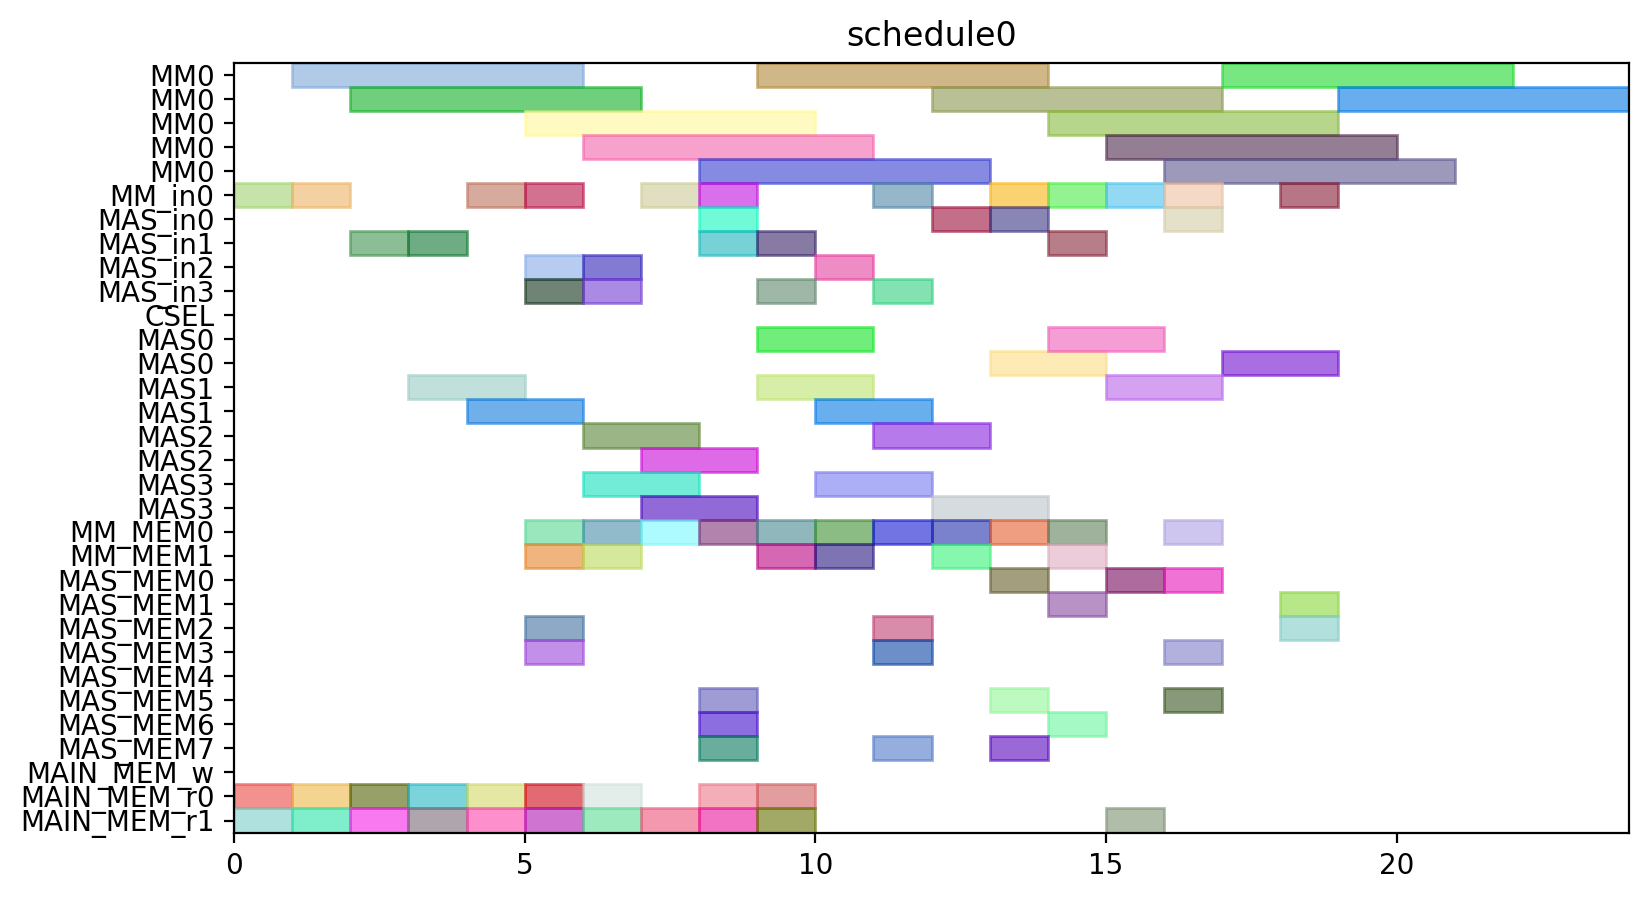 schedule0
MM0
MM0
MM0
MM0
MM0
MM_in0
MAS_in0
MAS_in1
MAS_in2
MAS_in3
CSEL
MAS0
MAS0
MAS1
MAS1
MAS2
MAS2
MAS3
MAS3
MM_MEM0
MM_MEM1
MAS_MEM0
MAS_MEM1
MAS_MEM2
MAS_MEM3
MAS_MEM4
MAS_MEM5
MAS_MEM6
MAS_MEM7
MAIN_MEM_w
MAIN_MEM_r0
MAIN_MEM_r1
0 5 10 15 20